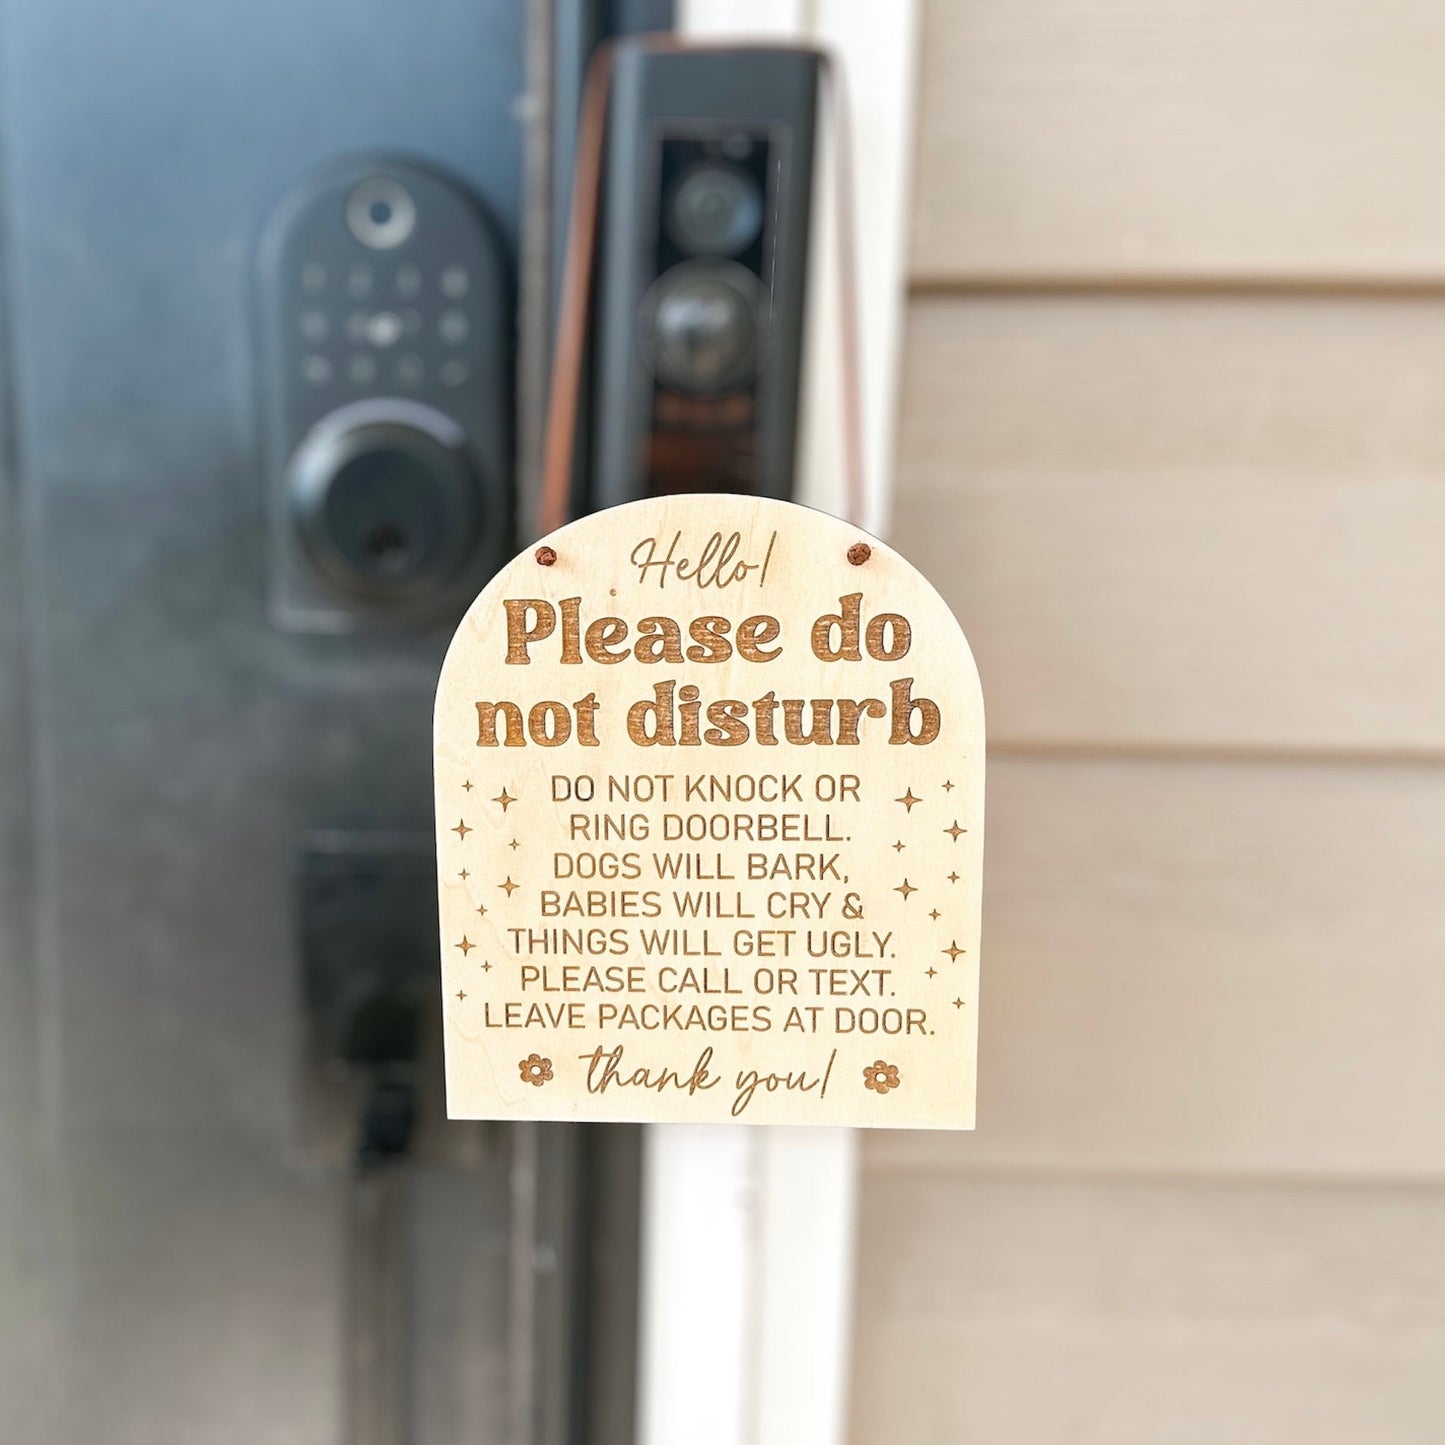 Hello!
Please do
not disturb
DO NOT KNOCK OR
RING DOORBELL.
DOGS WILL BARK,
BABIES WILL CRY &
THINGS WILL GET UGLY.
PLEASE CALL OR TEXT.
LEAVE PACKAGES AT DOOR.
thank you!